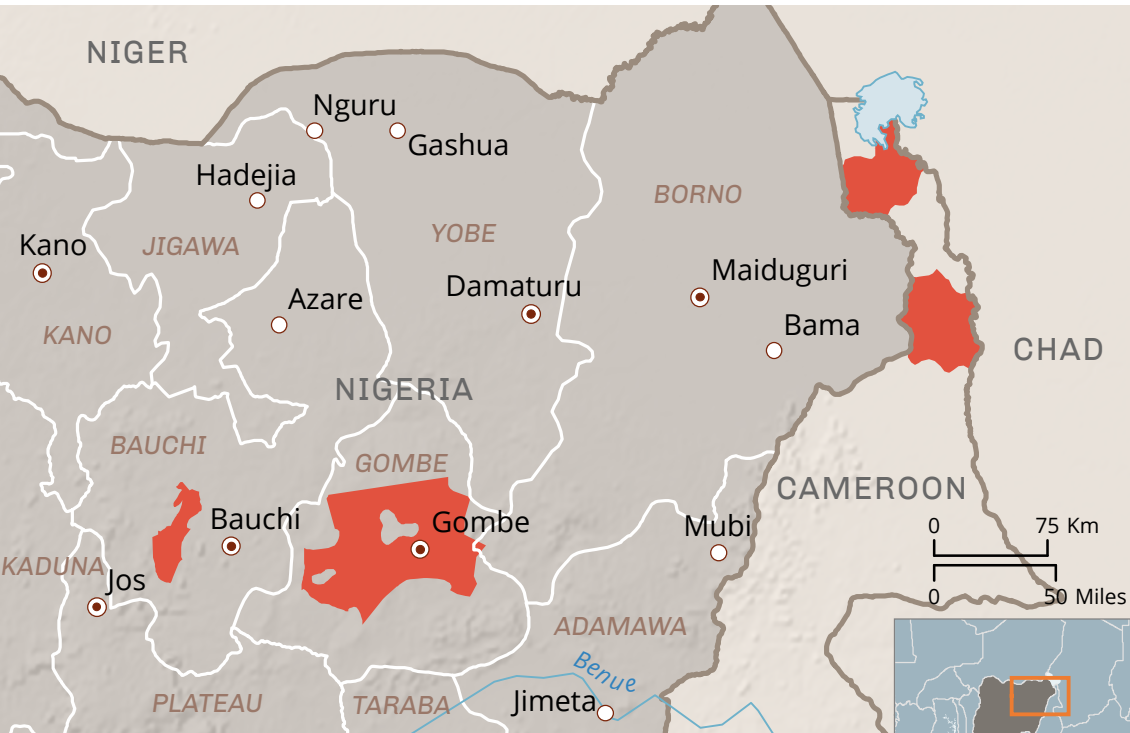 NIGER
Nguru
Gashua
Hadejia
BORNO
Kano
JIGAWA
YOBE
Maiduguri
Damaturu
Azare
Bama
KANO
CHAD
NIGERIA
BAUCHI
GOMBE
CAMEROON
Bauchi
Gombe
Mubi
0 75 Km
KADUNA
Jos
0 50 Miles
ADAMAWA
Benue
PLATEAU
TARABA
Jimeta